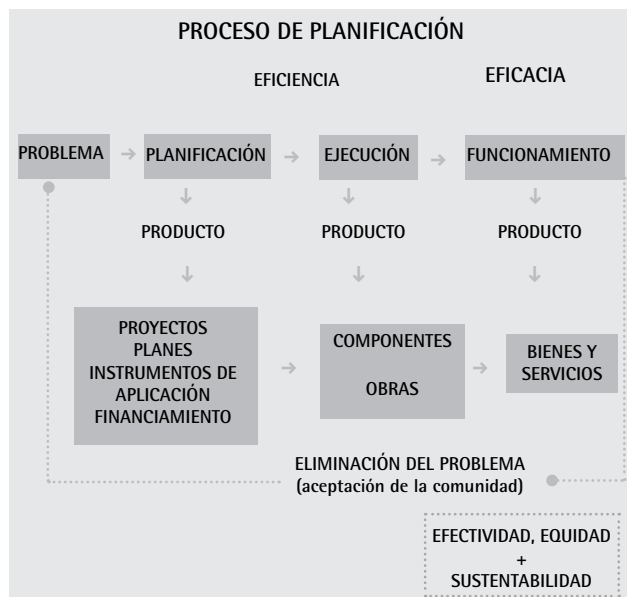 PROCESO DE PLANIFICACIÓN
EFICIENCIA
EFICACIA
PROBLEMA
PLANIFICACIÓN
EJECUCIÓN
FUNCIONAMIENTO
PRODUCTO
PRODUCTO
PRODUCTO
PROYECTOS
PLANES
INSTRUMENTOS DE
APLICACIÓN
FINANCIAMIENTO
COMPONENTES
OBRAS
BIENES Y
SERVICIOS
ELIMINACIÓN DEL PROBLEMA
(aceptación de la comunidad)
EFECTIVIDAD, EQUIDAD
+
SUSTENTABILIDAD